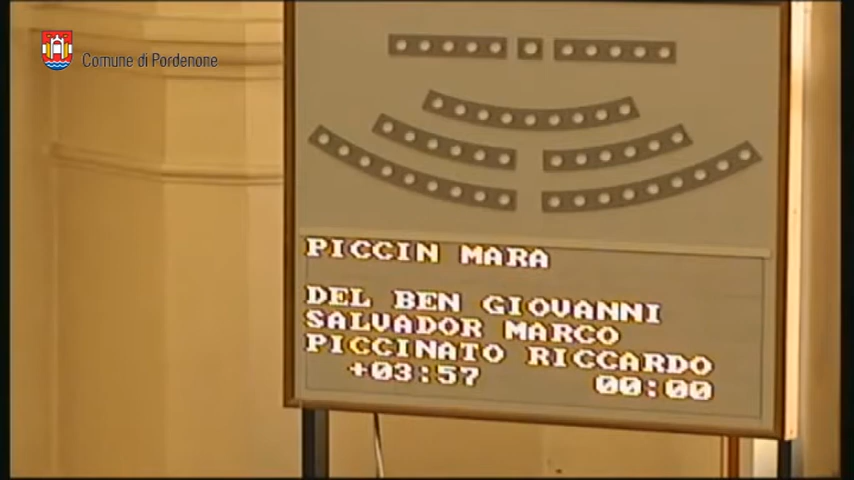 Comune di Pordenone
PICCIN MARA
DEL BEN GIOVANNI
SALVADOR MARCO
PICCINATO RICCARDO
+03:57 00:00